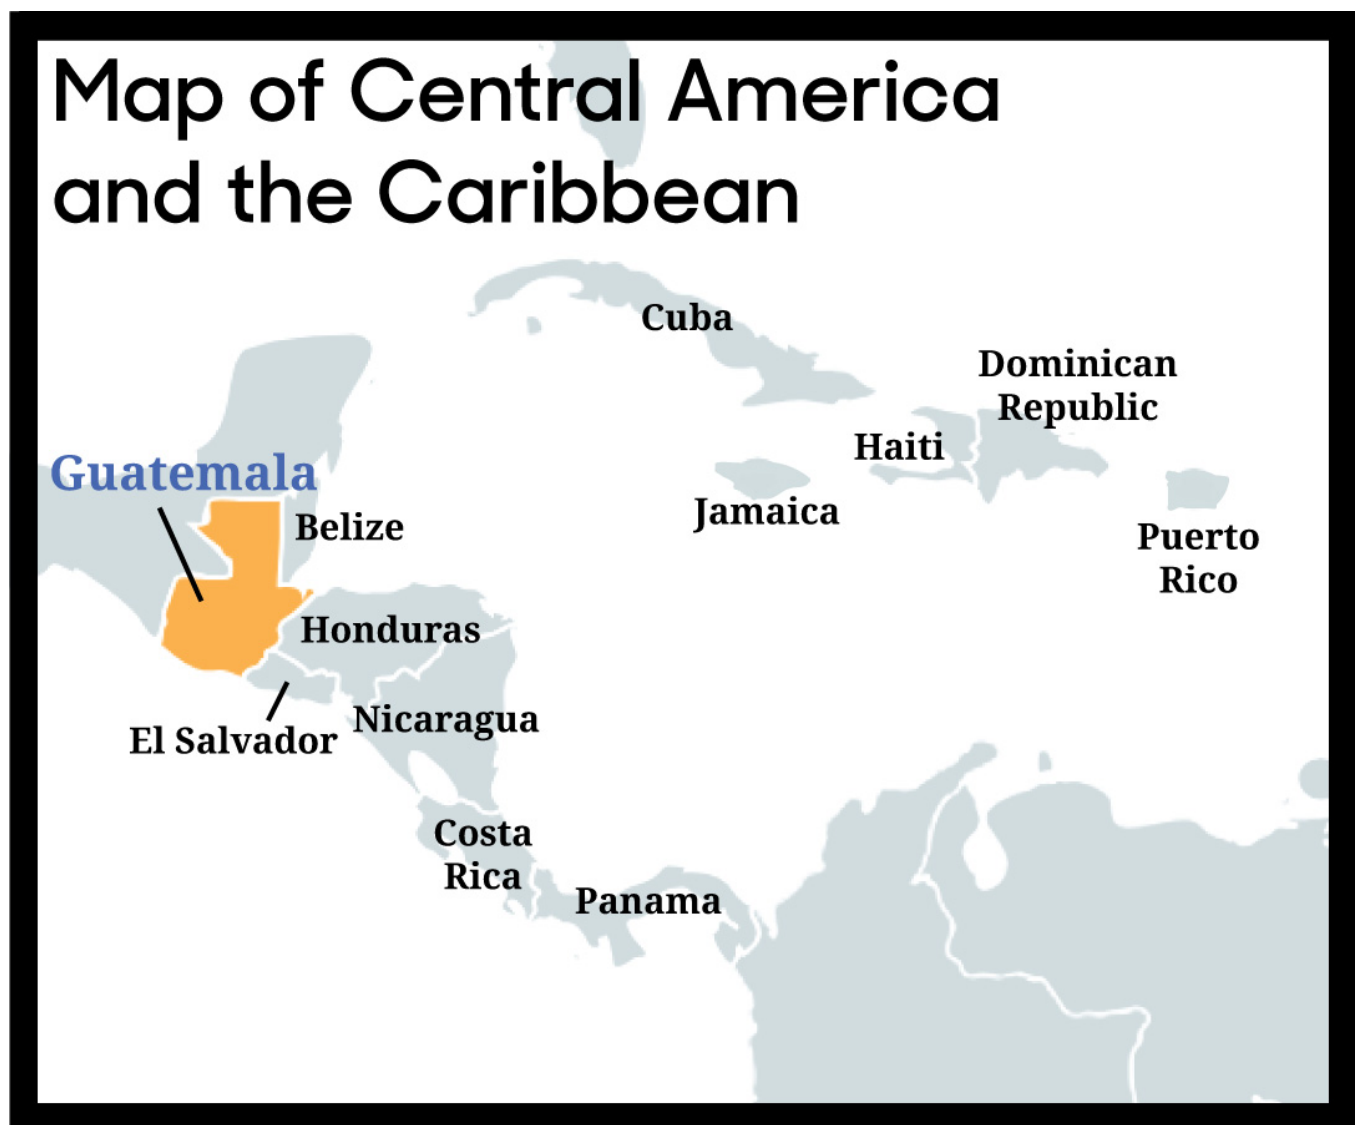 Map of Central America
and the Caribbean
Cuba
Dominican
Republic
Haiti
Guatemala
Jamaica
Belize
Puerto
Rico
Honduras
Nicaragua
El Salvador
Costa
Rica
Panama